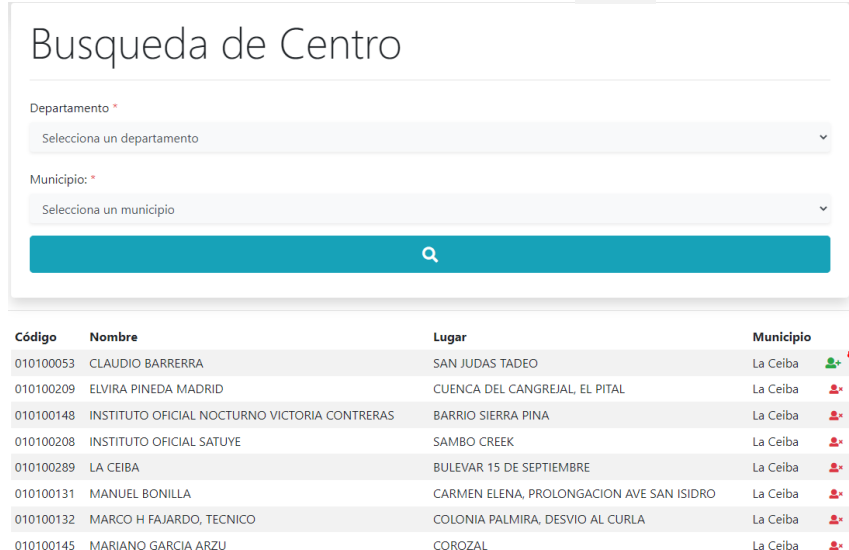 Busqueda de Centro
Departamento *
Selecciona un departamento
Municipio: *
Selecciona un municipio
Código Nombre Lugar Municipio
010100053 CLAUDIO BARRERRA SAN JUDAS TADEO La Ceiba
010100209 ELVIRA PINEDA MADRID CUENCA DEL CANGREJAL, EL PITAL La Ceiba
010100148 INSTITUTO OFICIAL NOCTURNO VICTORIA CONTRERAS BARRIO SIERRA PINA La Ceiba
010100208 INSTITUTO OFICIAL SATUYE SAMBO CREEK La Ceiba
010100289 LA CEIBA BULEVAR 15 DE SEPTIEMBRE La Ceiba
010100131 MANUEL BONILLA CARMEN ELENA, PROLONGACION AVE SAN ISIDRO La Ceiba
010100132 MARCO H FAJARDO, TECNICO COLONIA PALMIRA, DESVIO AL CURLA La Ceiba
010100145 MARIANO GARCIA ARZU COROZAL La Ceiba